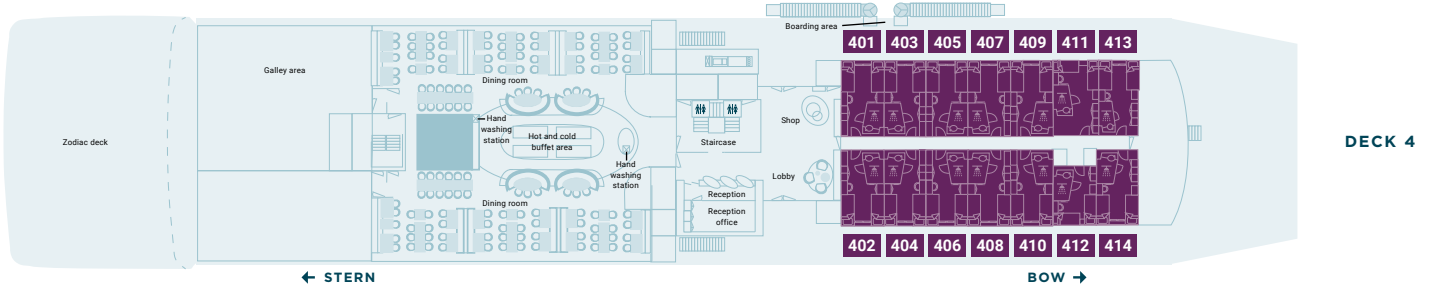 Boarding area
401 403 405 407 409 411 413
Galley area
Dining room
Hand
washing
station
Hot and cold
buffet area
Hand
washing
station
Zodiac deck
Shop
Staircase
Lobby
DECK 4
Reception
Reception
office
Dining room
402 404 406 408 410 412 414
STERN
BOW